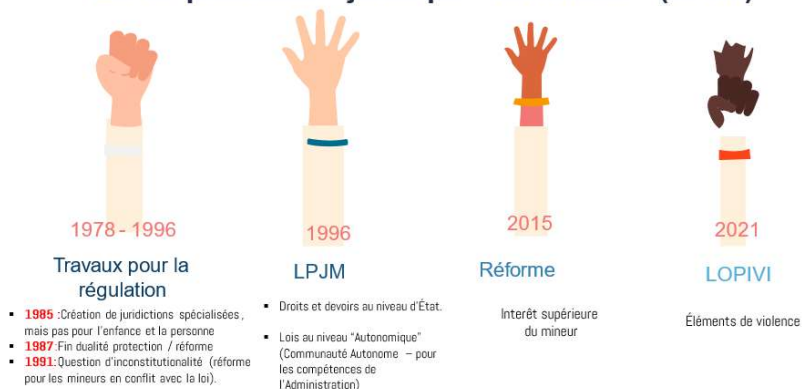 1978 - 1996
Travaux pour la
régulation
▪ 1985 :Création de juridictions spécialisées,
mais pas pour l'enfance et la personne
▪ 1987:Fin dualité protection / réforme
▪ 1991:Question d'inconstitutionalité (réforme
pour les mineurs en conflit avec la loi).
1996
LPJM
▪ Droits et devoirs au niveau d'État.
▪ Lois au niveau "Autonomique"
(Communauté Autonome – pour
les compétences de
l'Administration)
2015
Réforme
Interêt supérieure
du mineur
2021
LOPIVI
Éléments de violence